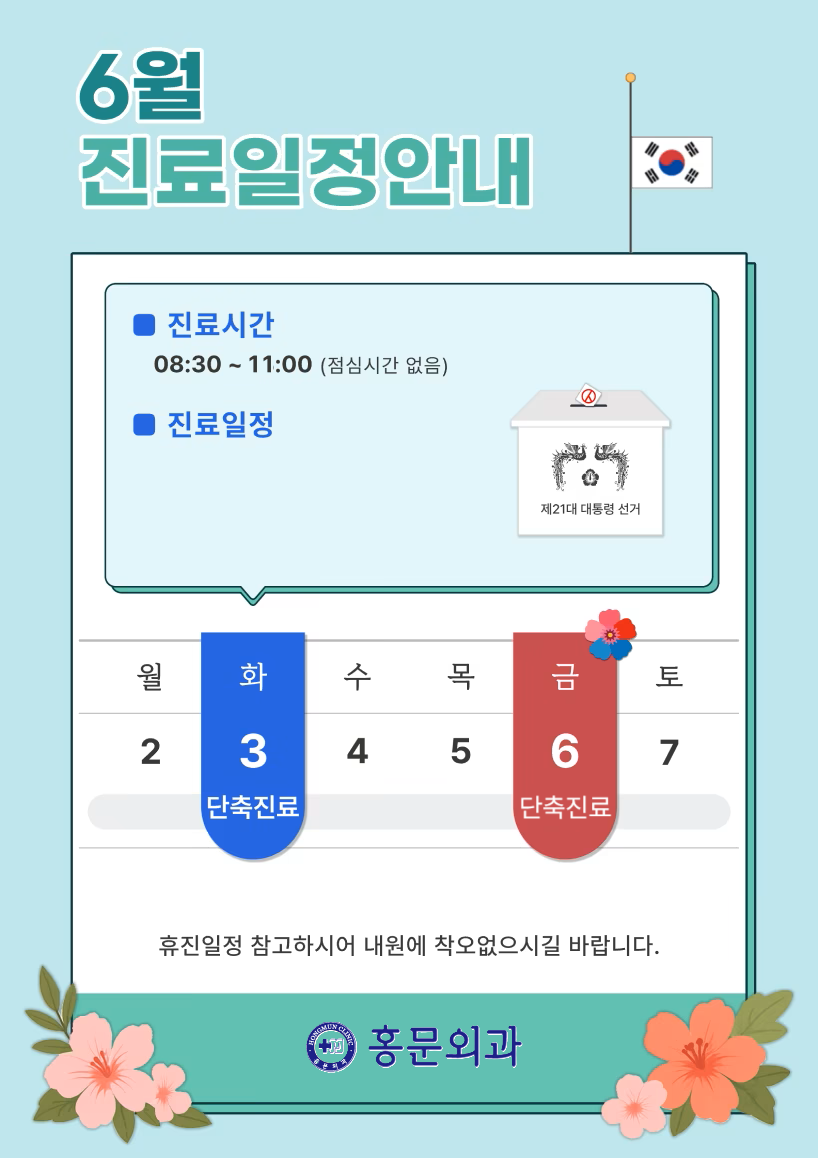 6월
진료일정안내
진료시간
08:30 ~ 11:00 (점심시간 없음)
진료일정
제21대 대통령 선거
월 화 수 목 금 토
2 3 4 5 6 7
단축진료 단축진료
휴진일정 참고하시어 내원에 착오없으시길 바랍니다.
HONGMUN CLINIC
홍문외과
홍문외과